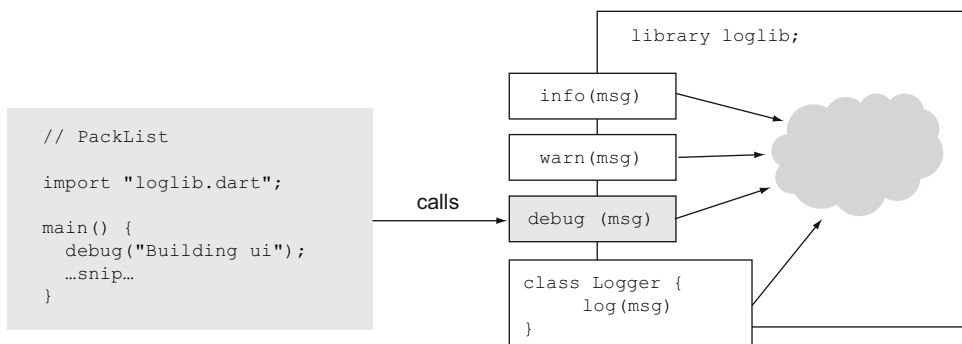 // PackList
import "loglib.dart";
main() {
debug("Building ui");
…snip…
}
calls
library loglib;
info(msg)
warn(msg)
debug (msg)
class Logger {
log(msg)
}